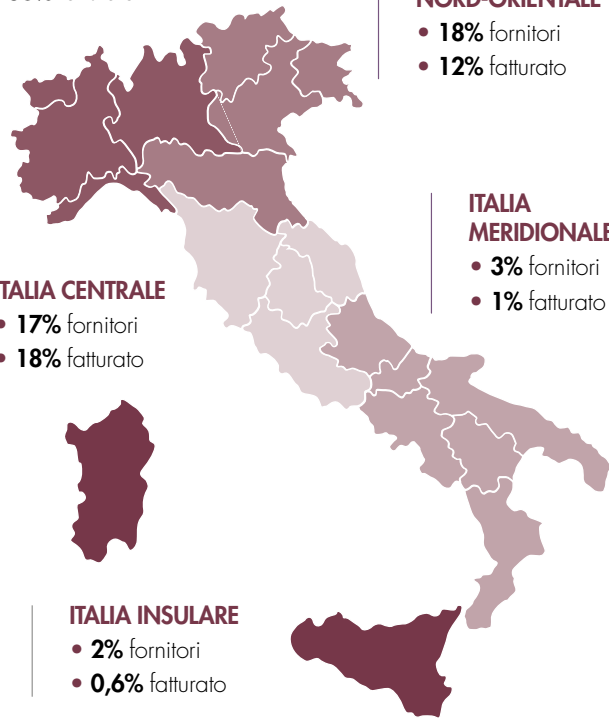 NORD-ORIENTALE
• 18% fornitori
• 12% fatturato
ITALIA
MERIDIONALE
• 3% fornitori
• 1% fatturato
ITALIA CENTRALE
• 17% fornitori
• 18% fatturato
ITALIA INSULARE
• 2% fornitori
• 0,6% fatturato